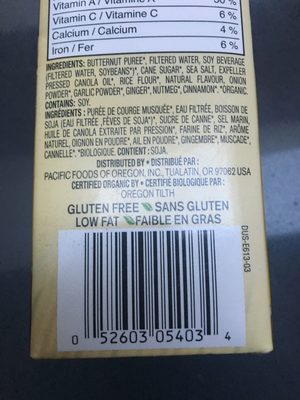 Vitamin A / Vitamine A 50 %
Vitamin C / Vitamine C 6 %
Calcium / Calcium 4 %
Iron / Fer 6 %
INGREDIENTS: BUTTERNUT PUREE*, FILTERED WATER, SOY BEVERAGE
(FILTERED WATER, SOYBEANS*)*, CANE SUGAR*, SEA SALT, EXPELLER
PRESSED CANOLA OIL*, RICE FLOUR*, NATURAL FLAVOUR, ONION
POWDER*, GARLIC POWDER*, GINGER*, NUTMEG*, CINNAMON*. *ORGANIC.
CONTAINS: SOY.
INGRÉDIENTS : PURÉE DE COURGE MUSQUÉE*, EAU FILTRÉE, BOISSON DE
SOJA (EAU FILTRÉE, FÈVES DE SOJA*)*, SUCRE DE CANNE*, SEL MARIN,
HUILE DE CANOLA EXTRAITE PAR PRESSION*, FARINE DE RIZ*, ARÔME
NATUREL, OIGNON EN POUDRE*, AIL EN POUDRE*, GINGEMBRE*, MUSCADE*,
CANNELLE*. *BIOLOGIQUE. CONTIENT : SOJA.
DISTRIBUTED BY • DISTRIBUÉ PAR :
PACIFIC FOODS OF OREGON, INC., TUALATIN, OR 97062 USA
CERTIFIED ORGANIC BY • CERTIFIÉ BIOLOGIQUE PAR :
OREGON TILTH
GLUTEN FREE SANS GLUTEN
LOW FAT FAIBLE EN GRAS
DUS-E613-03
0 52603 05403 4